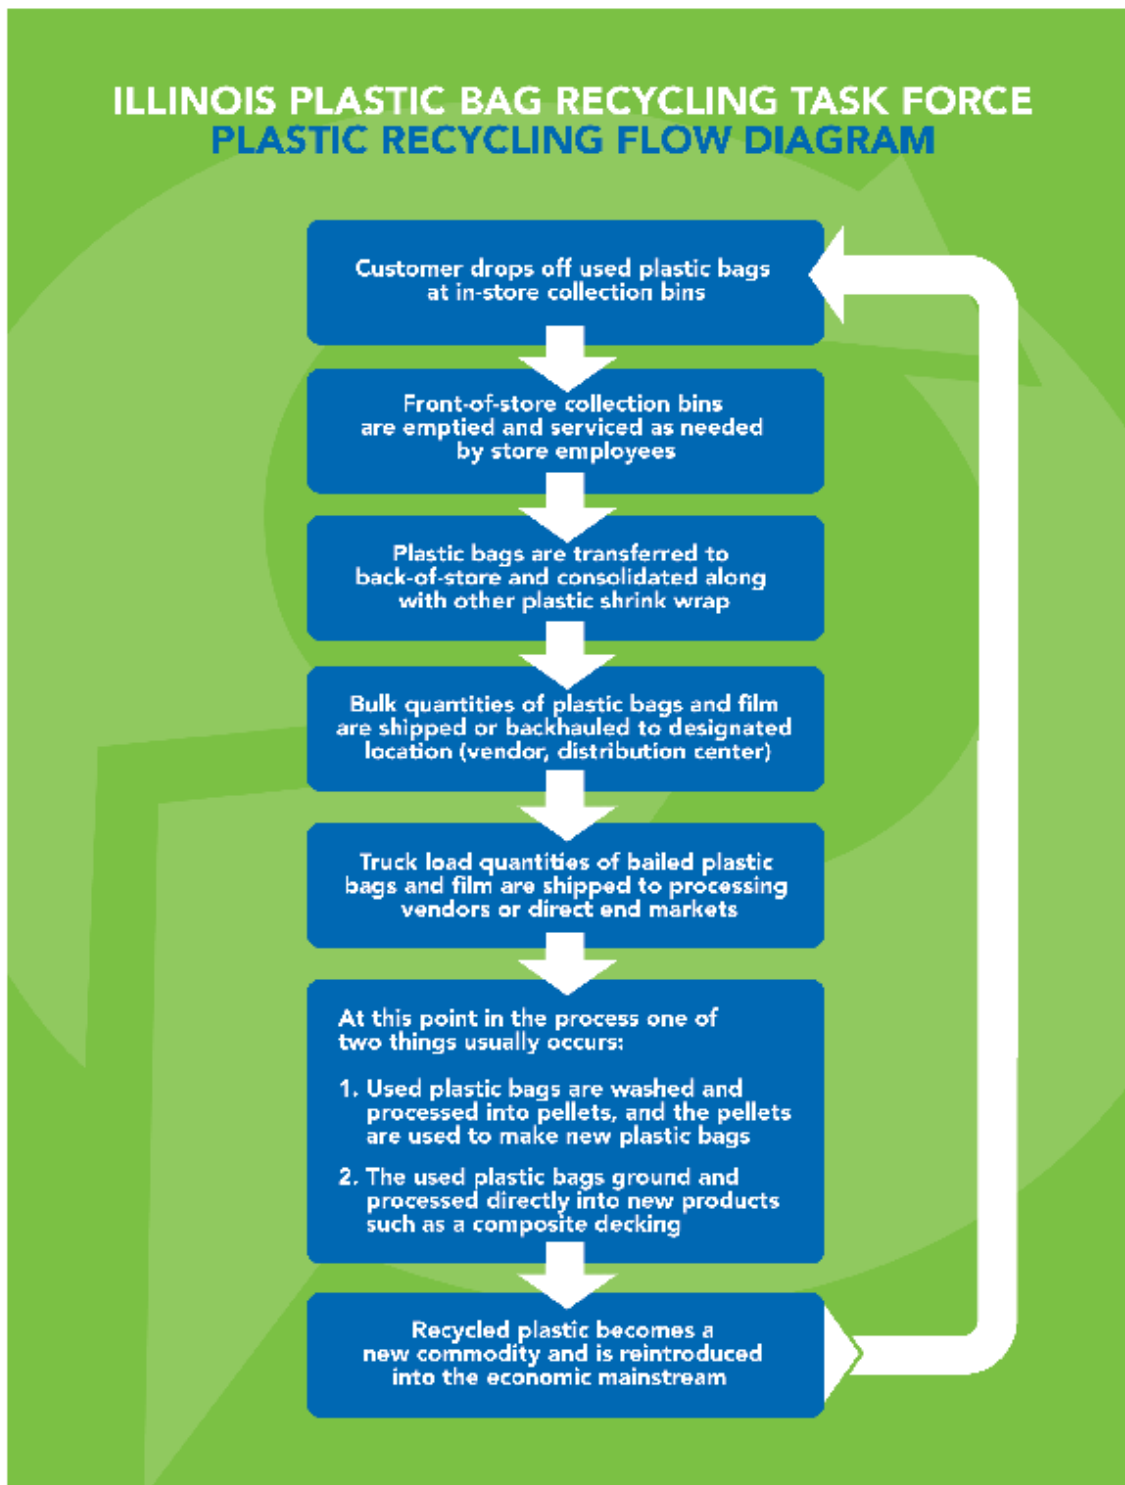 ILLINOIS PLASTIC BAG RECYCLING TASK FORCE
PLASTIC RECYCLING FLOW DIAGRAM
Customer drops off used plastic bags
at in-store collection bins
Front-of-store collection bins
are emptied and serviced as needed
by store employees
Plastic bags are transferred to
back-of-store and consolidated along
with other plastic shrink wrap
Bulk quantities of plastic bags and film
are shipped or backhauled to designated
location (vendor, distribution center)
Truck load quantities of bailed plastic
bags and film are shipped to processing
vendors or direct end markets
At this point in the process one of
two things usually occurs:
1. Used plastic bags are washed and
processed into pellets, and the pellets
are used to make new plastic bags
2. The used plastic bags ground and
processed directly into new products
such as a composite decking
Recycled plastic becomes a
new commodity and is reintroduced
into the economic mainstream